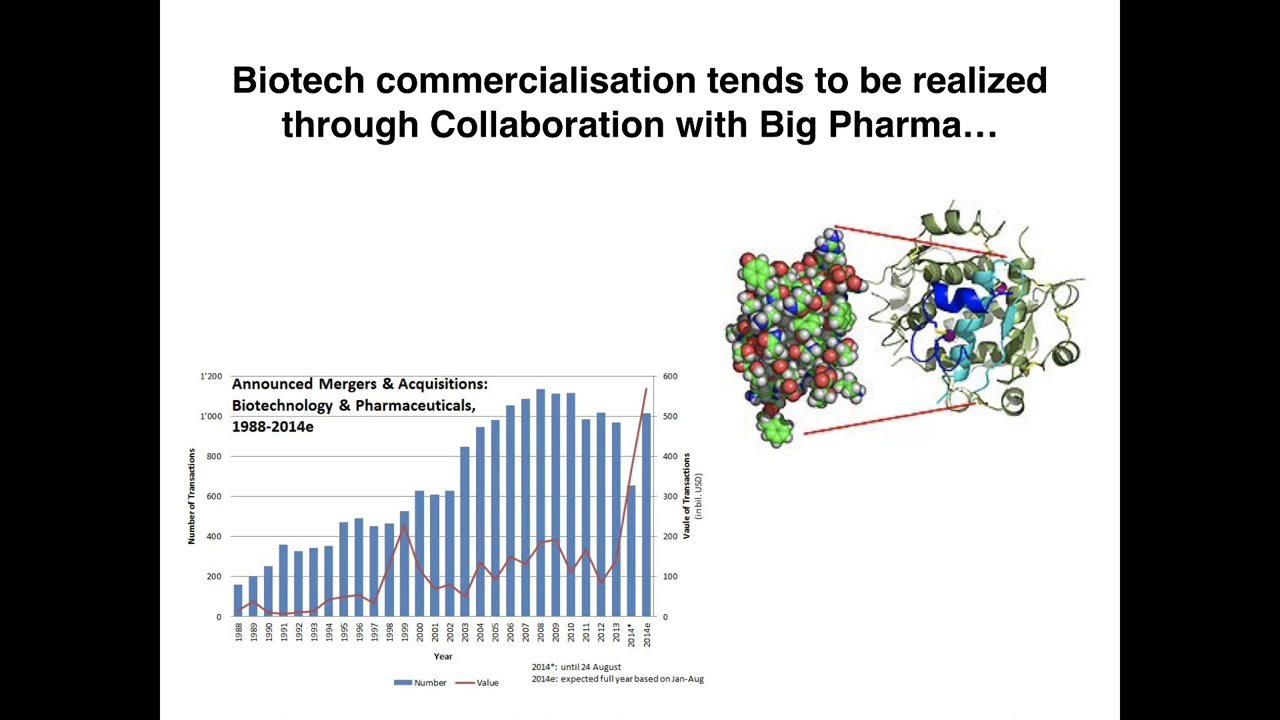 Biotech commercialisation tends to be realized
through Collaboration with Big Pharma…
Announced Mergers & Acquisitions:
Biotechnology & Pharmaceuticals,
1988-2014e
Number of Transactions
1'200
1'000
800
600
400
200
0
600
500
400
300
200
100
0
Vaule of Transactions
(in bil. USD)
1988
1989
1990
1991
1992
1993
1994
1995
1996
1997
1998
1999
2000
2001
2002
2003
2004
2005
2006
2007
2008
2009
2010
2011
2012
2013
2014*
2014e
Year
Number
Value
2014*: until 24 August
2014e: expected full year based on Jan-Aug